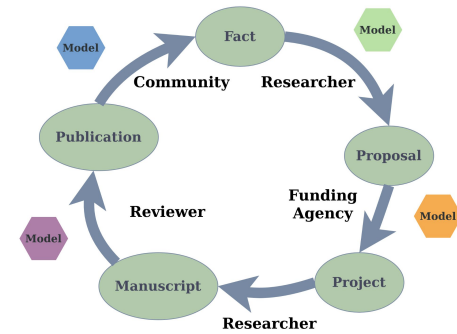 Fact
Model
Model
Community
Researcher
Publication
Proposal
Funding
Agency
Reviewer
Model
Model
Manuscript
Project
Researcher